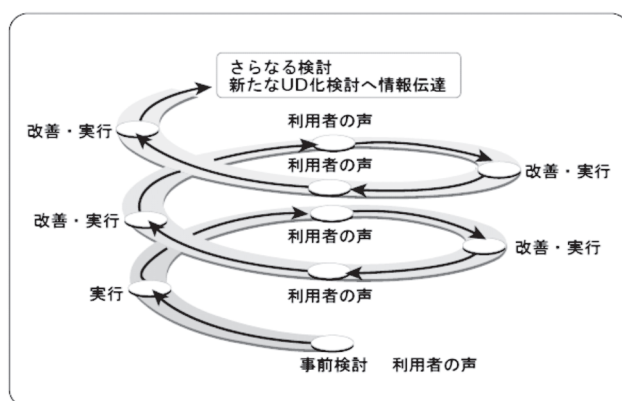 さらなる検討
新たなUD化検討へ情報伝達
利用者の声
改善・実行
利用者の声
改善・実行
改善・実行
利用者の声
改善・実行
実行
利用者の声
事前検討　利用者の声